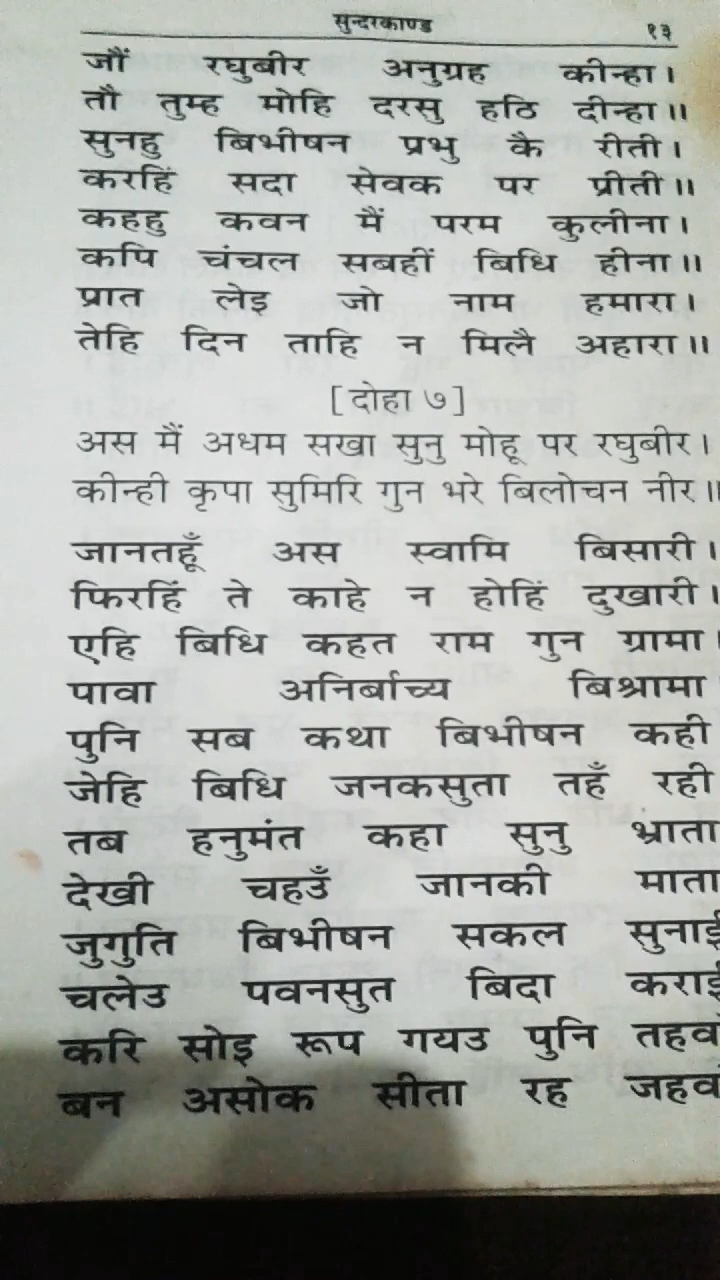 सुन्दरकाण्ड १३
जौं रघुबीर अनुग्रह कीन्हा।
तौ तुम्ह मोहि दरसु हठि दीन्हा॥
सुनहु बिभीषन प्रभु कै रीती।
करहिं सदा सेवक पर प्रीती॥
कहहु कवन मैं परम कुलीना।
कपि चंचल सबहीं बिधि हीना॥
प्रात लेइ जो नाम हमारा।
तेहि दिन ताहि न मिलै अहारा॥
[दोहा ७]
अस मैं अधम सखा सुनु मोहू पर रघुबीर।
कीन्ही कृपा सुमिरि गुन भरे बिलोचन नीर॥
जानतहूँ अस स्वामि बिसारी।
फिरहिं ते काहे न होहिं दुखारी।
एहि बिधि कहत राम गुन ग्रामा।
पावा अनिर्बाच्य बिश्रामा
पुनि सब कथा बिभीषन कही
जेहि बिधि जनकसुता तहँ रही
तब हनुमंत कहा सुनु भ्राता
देखी चहउँ जानकी माता
जुगुति बिभीषन सकल सुनाई
चलेउ पवनसुत बिदा कराई
करि सोइ रूप गयउ पुनि तहवाँ
बन असोक सीता रह जहवाँ